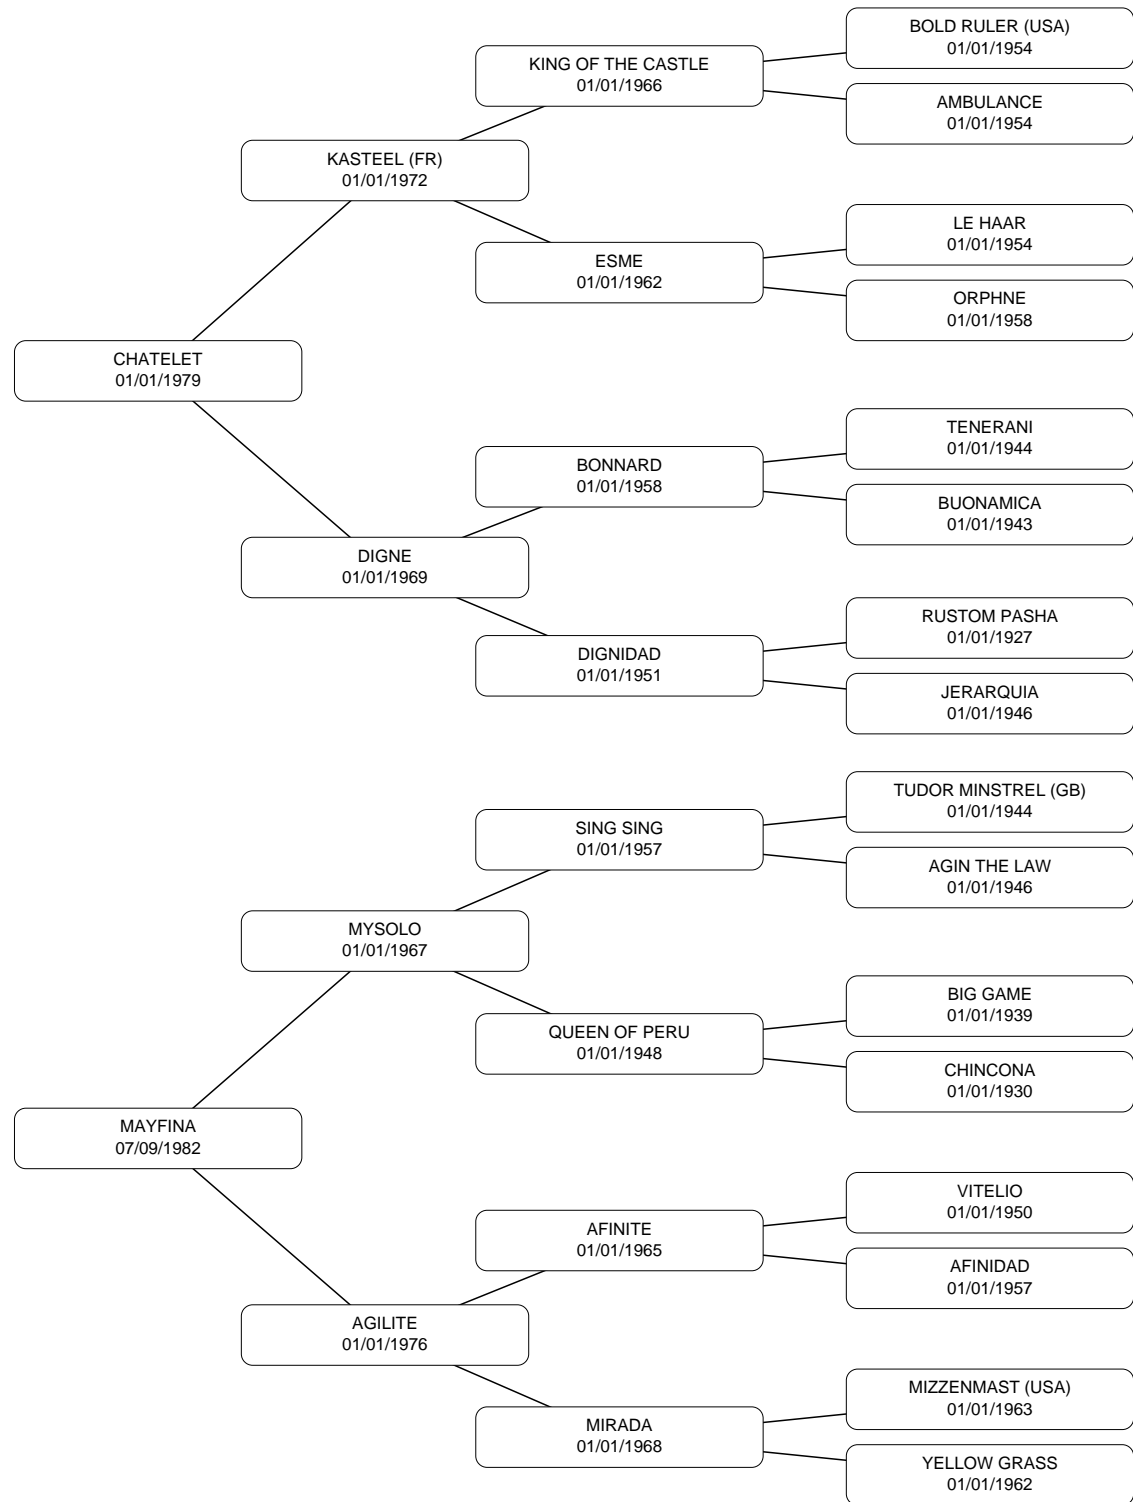 BOLD RULER (USA)
01/01/1954
KING OF THE CASTLE
01/01/1966
AMBULANCE
01/01/1954
KASTEEL (FR)
01/01/1972
LE HAAR
01/01/1954
ESME
01/01/1962
ORPHNE
01/01/1958
CHATELET
01/01/1979
TENERANI
01/01/1944
BONNARD
01/01/1958
BUONAMICA
01/01/1943
DIGNE
01/01/1969
RUSTOM PASHA
01/01/1927
DIGNIDAD
01/01/1951
JERARQUIA
01/01/1946
TUDOR MINSTREL (GB)
01/01/1944
SING SING
01/01/1957
AGIN THE LAW
01/01/1946
MYSOLO
01/01/1967
BIG GAME
01/01/1939
QUEEN OF PERU
01/01/1948
CHINCONA
01/01/1930
MAYFINA
07/09/1982
VITELIO
01/01/1950
AFINITE
01/01/1965
AFINIDAD
01/01/1957
AGILITE
01/01/1976
MIZZENMAST (USA)
01/01/1963
MIRADA
01/01/1968
YELLOW GRASS
01/01/1962